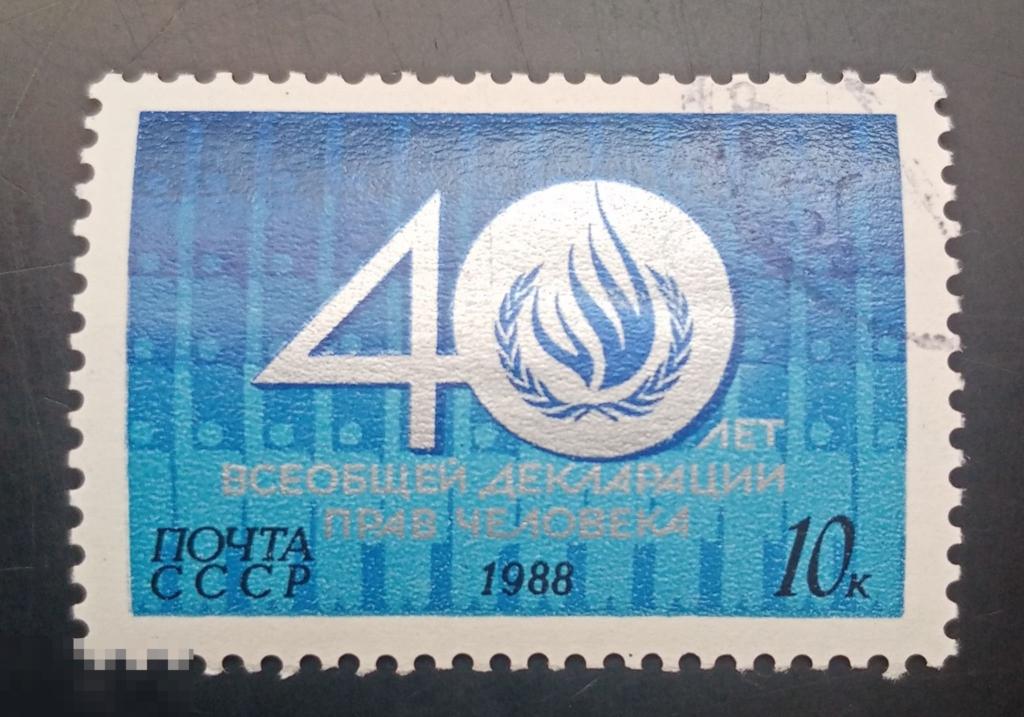 40
ЛЕТ
ВСЕОБЩЕЙ ДЕКЛАРАЦИИ
ПРАВ ЧЕЛОВЕКА
ПОЧТА
СССР
1988
10к